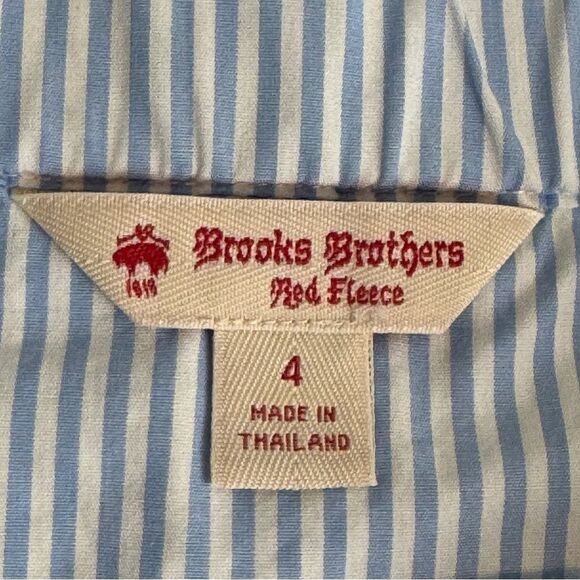 Brooks Brothers
Red Fleece
1818
4
MADE IN
THAILAND